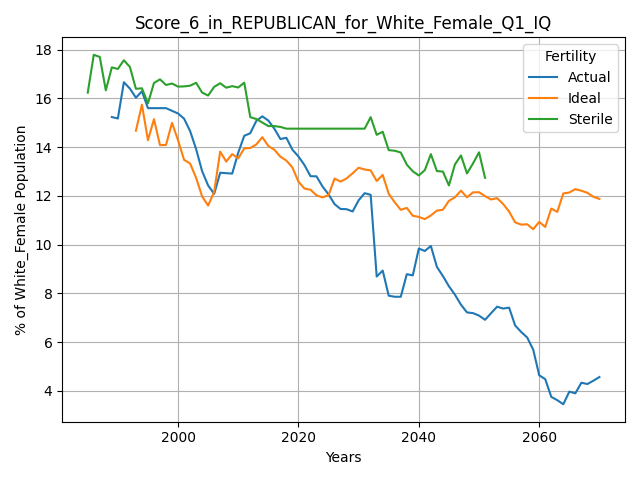 Score_6_in_REPUBLICAN_for_White_Female_Q1_IQ
Fertility
Actual
Ideal
Sterile
% of White_Female Population
18
16
14
12
10
8
6
4
2000 2020 2040 2060
Years